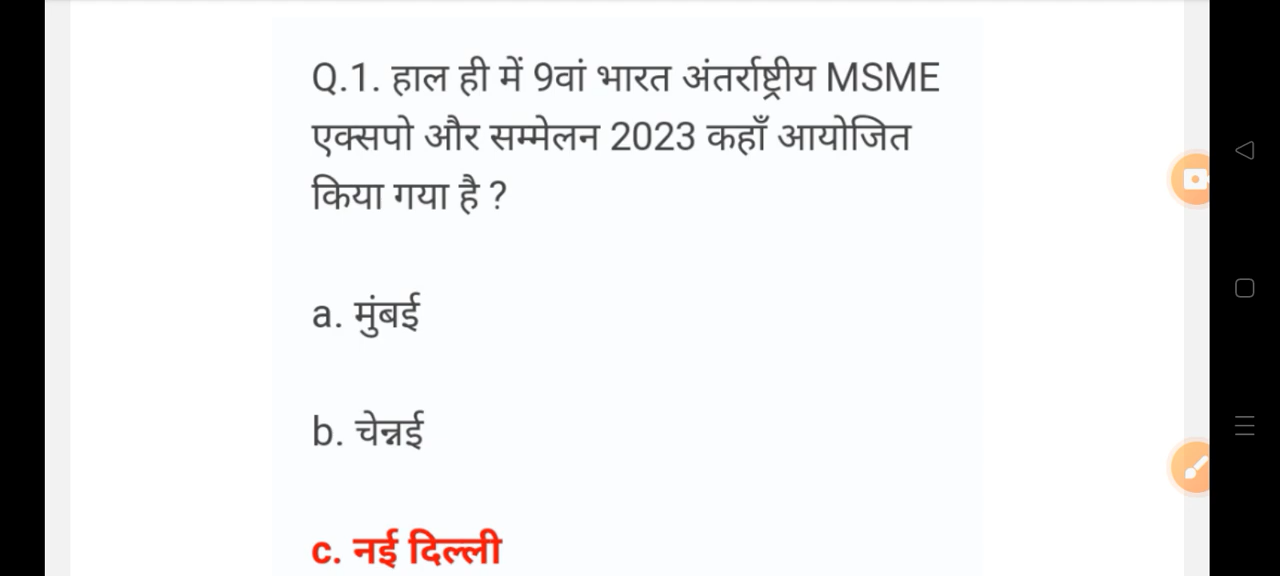 Q.1. हाल ही में 9वां भारत अंतर्राष्ट्रीय MSME
एक्सपो और सम्मेलन 2023 कहाँ आयोजित
किया गया है ?
a. मुंबई
b. चेन्नई
c. नई दिल्ली